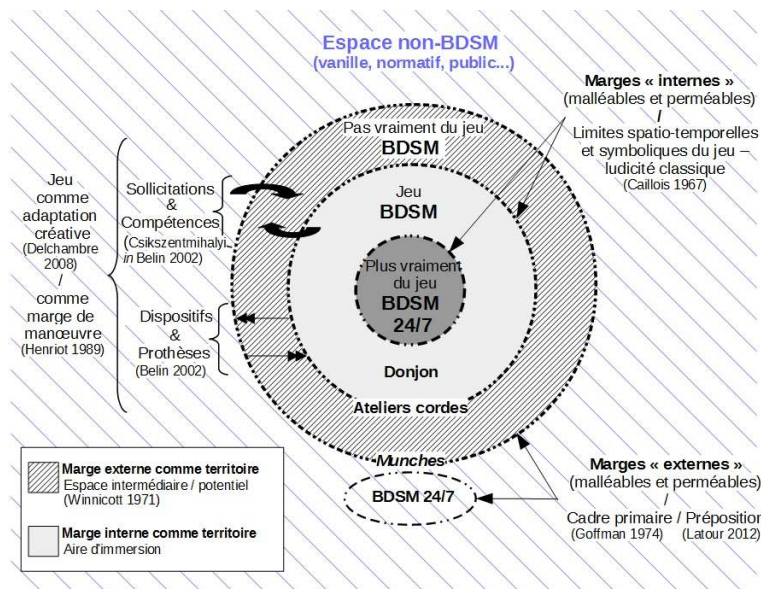 Espace non-BDSM
(vanille, normatif, public...)
Marges « internes »
(malléables et perméables)
/
Limites spatio-temporelles
et symboliques du jeu –
ludicité classique
(Caillois 1967)
Pas vraiment du jeu
BDSM
Jeu
BDSM
Plus vraiment
du jeu
BDSM
24/7
Donjon
Ateliers cordes
Munches
BDSM 24/7
Jeu
comme
adaptation
créative
(Delchambre
2008)
/
comme
marge de
manœuvre
(Henriot 1989)
Sollicitations
&
Compétences
(Csikszentmihalyi
in Belin 2002)
Dispositifs
&
Prothèses
(Belin 2002)
Marges « externes »
(malléables et perméables)
/
Cadre primaire / Préposition
(Goffman 1974) (Latour 2012)
Marge externe comme territoire
Espace intermédiaire / potentiel
(Winnicott 1971)
Marge interne comme territoire
Aire d'immersion